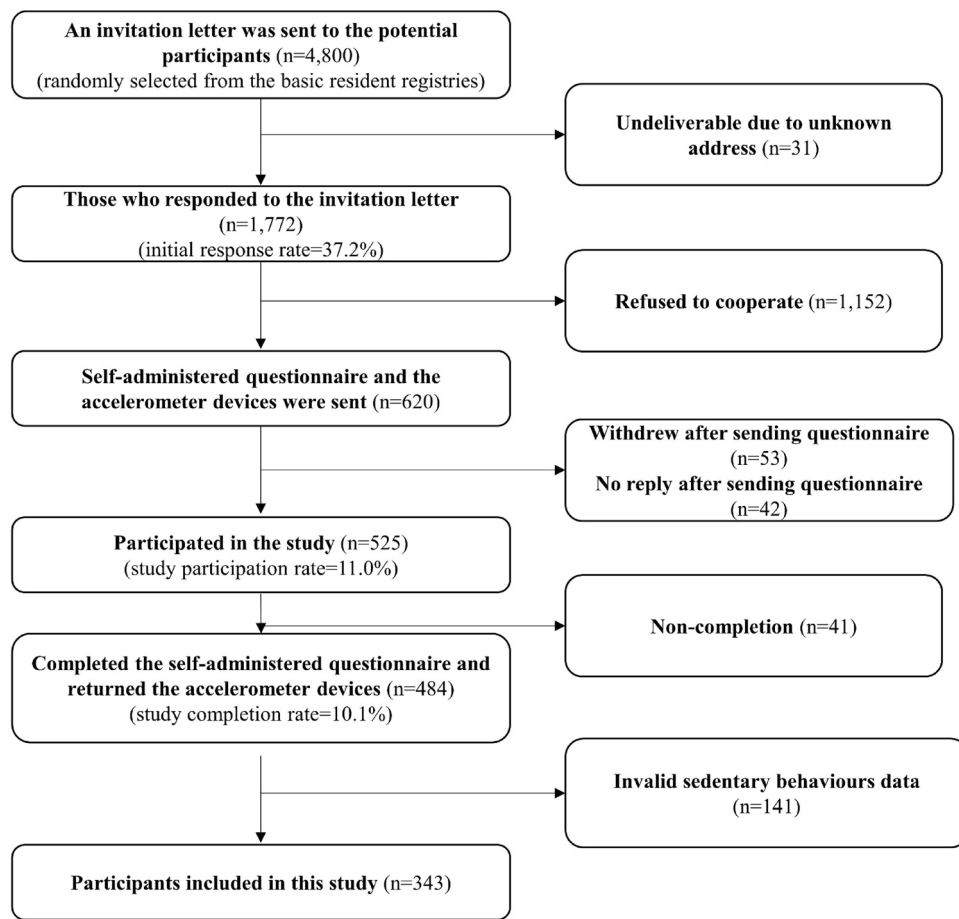 An invitation letter was sent to the potential
participants (n=4,800)
(randomly selected from the basic resident registries)
Undeliverable due to unknown
address (n=31)
Those who responded to the invitation letter
(n=1,772)
(initial response rate=37.2%)
Refused to cooperate (n=1,152)
Self-administered questionnaire and the
accelerometer devices were sent (n=620)
Withdrew after sending questionnaire
(n=53)
No reply after sending questionnaire
(n=42)
Participated in the study (n=525)
(study participation rate=11.0%)
Non-completion (n=41)
Completed the self-administered questionnaire and
returned the accelerometer devices (n=484)
(study completion rate=10.1%)
Invalid sedentary behaviours data
(n=141)
Participants included in this study (n=343)